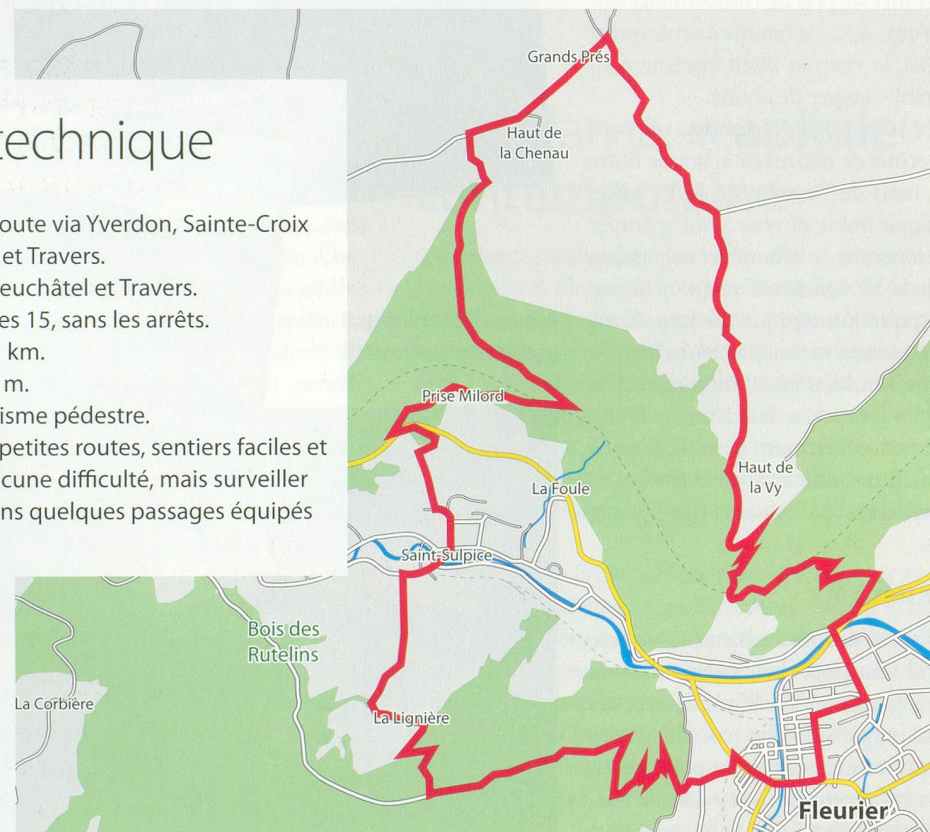 technique
oute via Yverdon, Sainte-Croix
et Travers.
euchâtel et Travers.
es 15, sans les arrêts.
km.
m.
isme pédestre.
petites routes, sentiers faciles et
cune difficulté, mais surveiller
ns quelques passages équipés
Grands Prés
Haut de
la Chenau
Prise Milord
Haut de
la Vy
La Foule
Saint-Sulpice
Bois des
Rutelins
La Corbière
La Lignière
Fleurier